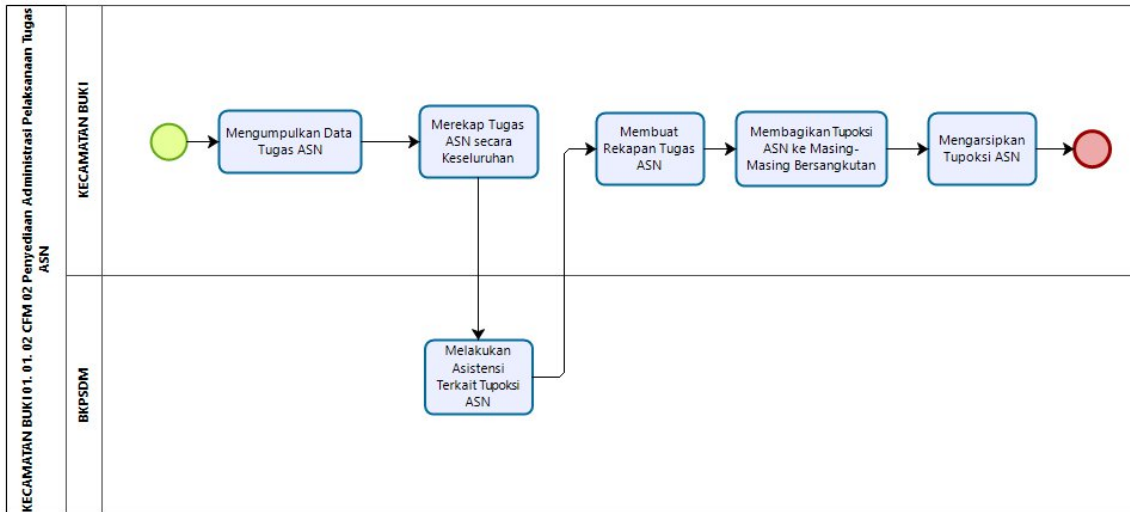 KECAMATAN BUKI 01. 01. 02 CFM 02 Penyediaan Administrasi Pelaksanaan Tugas
ASN
KECAMATAN BUKI
Mengumpulkan Data
Tugas ASN
Merekap Tugas
ASN secara
Keseluruhan
Membuat
Rekapan Tugas
ASN
Membagikan Tupoksi
ASN ke Masing-
Masing Bersangkutan
Mengarsipkan
Tupoksi ASN
BKPSDM
Melakukan
Asistensi
Terkait Tupoksi
ASN